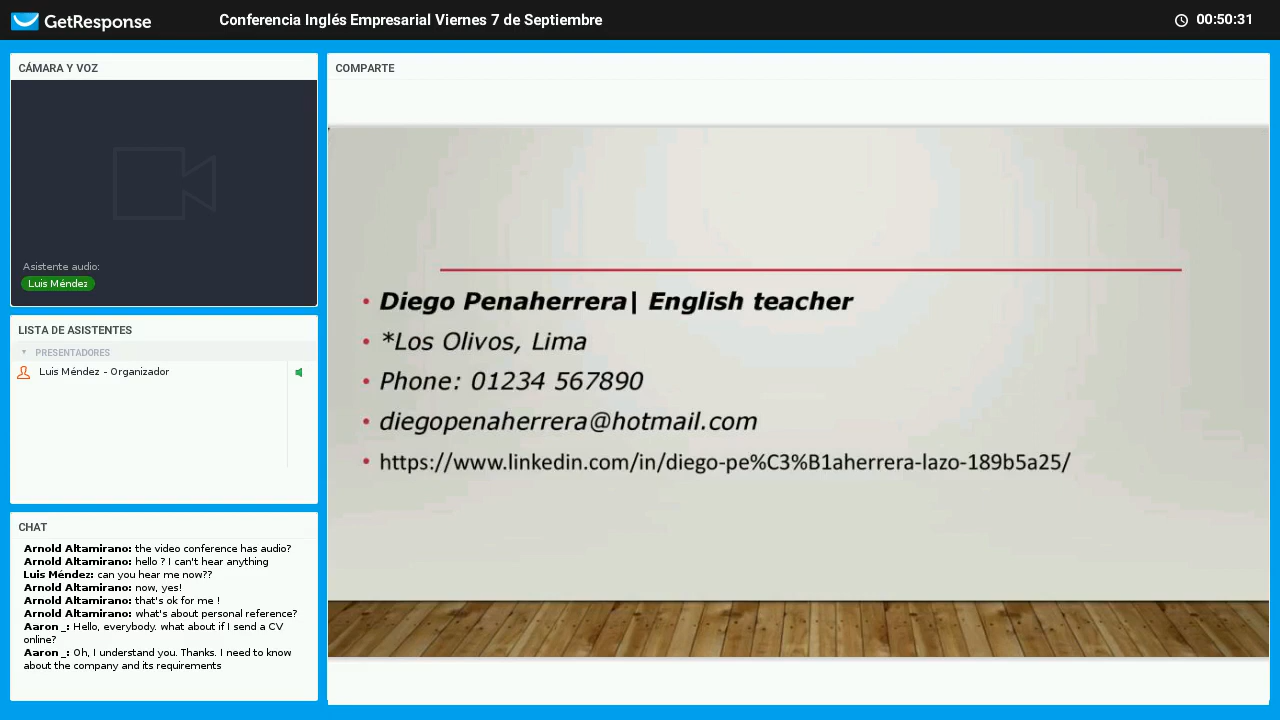 GetResponse
Conferencia Inglés Empresarial Viernes 7 de Septiembre
00:50:31
CÁMARA Y VOZ
Asistente audio:
Luis Méndez
LISTA DE ASISTENTES
PRESENTADORES
Luis Méndez - Organizador
CHAT
Arnold Altamirano: the video conference has audio?
Arnold Altamirano: hello ? I can't hear anything
Luis Méndez: can you hear me now??
Arnold Altamirano: now, yes!
Arnold Altamirano: that's ok for me !
Arnold Altamirano: what's about personal reference?
Aaron _: Hello, everybody. what about if I send a CV
online?
Aaron _: Oh, I understand you. Thanks. I need to know
about the company and its requirements
COMPARTE
• Diego Penaherrera| English teacher
• *Los Olivos, Lima
• Phone: 01234 567890
• diegopenaherrera@hotmail.com
• https://www.linkedin.com/in/diego-pe%C3%B1aherrera-lazo-189b5a25/